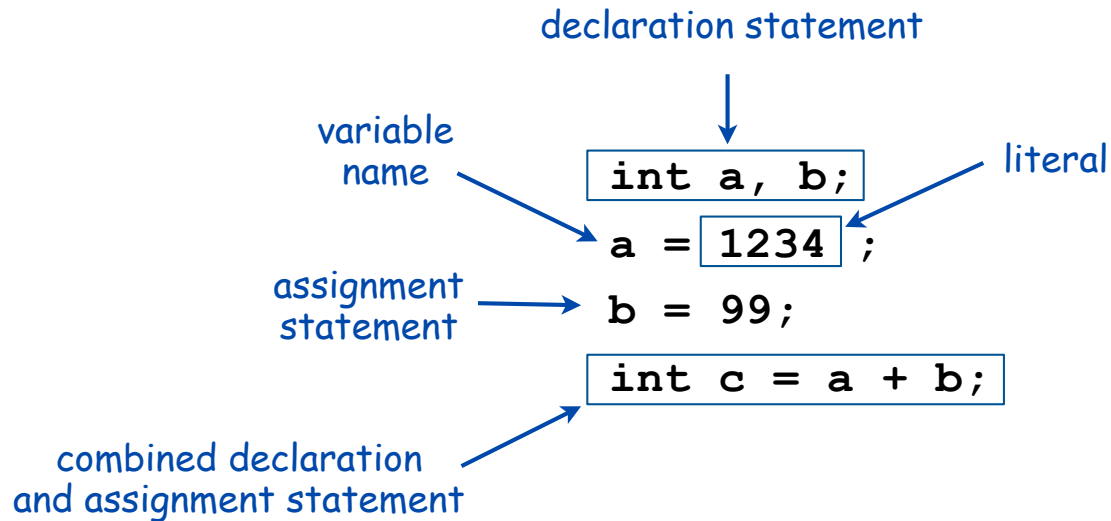 declaration statement
variable
name
int a, b;
literal
a = 1234 ;
assignment
statement
b = 99;
int c = a + b;
combined declaration
and assignment statement